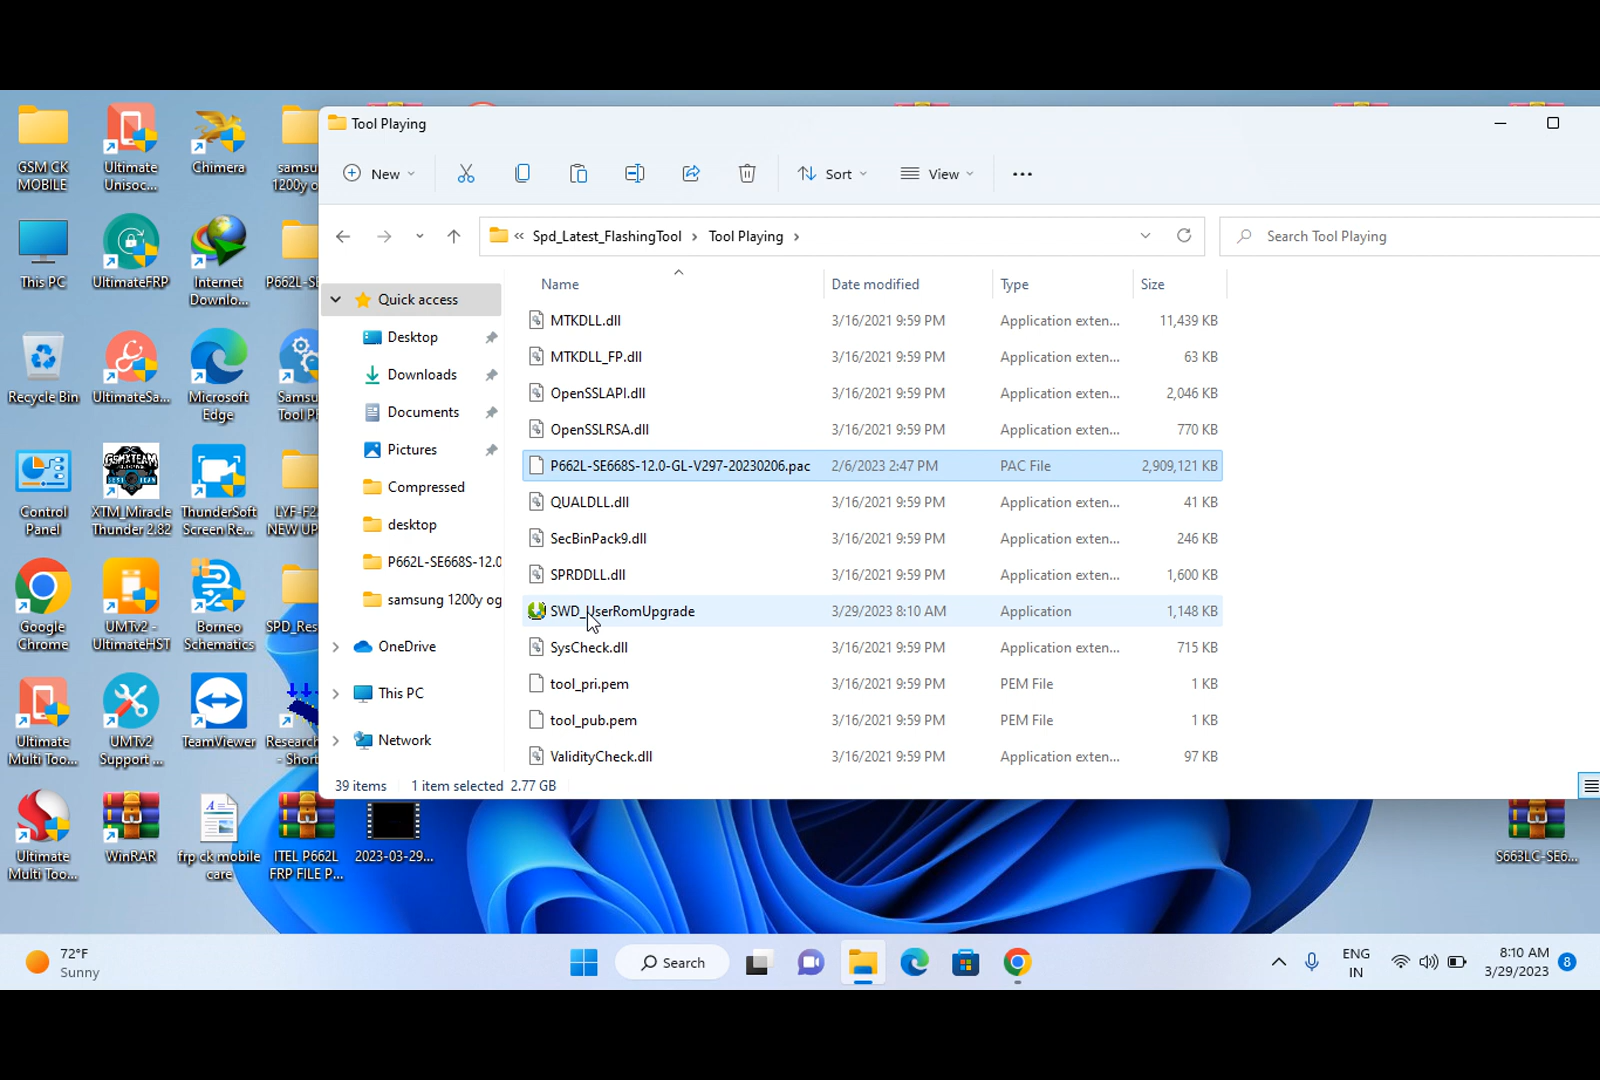 Tool Playing
New
Sort
View
Spd_Latest_FlashingTool
Tool Playing
Search Tool Playing
Quick access
Desktop
Downloads
Documents
Pictures
Compressed
desktop
P662L-SE668S-12.0
samsung 1200y og
OneDrive
This PC
Network
Name Date modified Type Size
MTKDLL.dll 3/16/2021 9:59 PM Application exten... 11,439 KB
MTKDLL_FP.dll 3/16/2021 9:59 PM Application exten... 63 KB
OpenSSLAPI.dll 3/16/2021 9:59 PM Application exten... 2,046 KB
OpenSSLRSA.dll 3/16/2021 9:59 PM Application exten... 770 KB
P662L-SE668S-12.0-GL-V297-20230206.pac 2/6/2023 2:47 PM PAC File 2,909,121 KB
QUALDLL.dll 3/16/2021 9:59 PM Application exten... 41 KB
SecBinPack9.dll 3/16/2021 9:59 PM Application exten... 246 KB
SPRDDLL.dll 3/16/2021 9:59 PM Application exten... 1,600 KB
SWD_UserRomUpgrade 3/29/2023 8:10 AM Application 1,148 KB
SysCheck.dll 3/16/2021 9:59 PM Application exten... 715 KB
tool_pri.pem 3/16/2021 9:59 PM PEM File 1 KB
tool_pub.pem 3/16/2021 9:59 PM PEM File 1 KB
ValidityCheck.dll 3/16/2021 9:59 PM Application exten... 97 KB
39 items 1 item selected 2.77 GB
GSM CK
MOBILE
Ultimate
Unisoc...
Chimera
samsu
1200y o
This PC
UltimateFRP
Internet
Downlo...
P662L-SE
Recycle Bin
UltimateSa...
Microsoft
Edge
Samsu
Tool P
Control
Panel
GSMXTEAM
XTM_Miracle
Thunder 2.82
ThunderSoft
Screen Re...
LYF-F2
NEW UP
Google
Chrome
UMTv2 -
UltimateHST
Borneo
Schematics
SPD_Res
Ultimate
Multi Too...
UMTv2
Support ...
TeamViewer
Research
- Short
Ultimate
Multi Too...
WinRAR
frp ck mobile
care
ITEL P662L
FRP FILE P...
2023-03-29...
S663LC-SE6...
72°F
Sunny
Search
ENG
IN
8:10 AM
3/29/2023
8